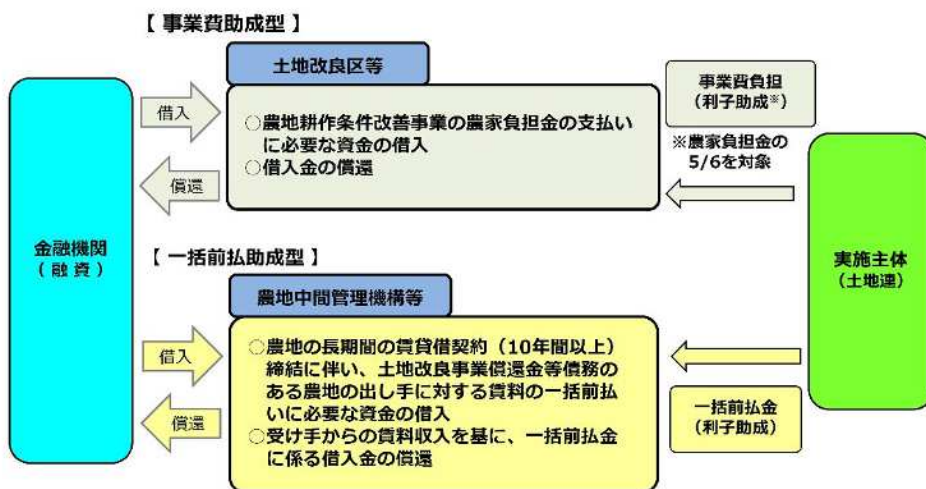 【 事業費助成型 】
土地改良区等
借入
○農地耕作条件改善事業の農家負担金の支払い
に必要な資金の借入
○借入金の償還
償還
事業費負担
(利子助成※)
※農家負担金の
5/6を対象
金融機関
( 融 資 )
実施主体
(土地連)
【 一括前払助成型 】
農地中間管理機構等
借入
○農地の長期間の賃貸借契約（10年間以上）
締結に伴い、土地改良事業償還金等債務の
ある農地の出し手に対する賃料の一括前払
いに必要な資金の借入
○受け手からの賃料収入を基に、一括前払金
に係る借入金の償還
償還
一括前払金
(利子助成)